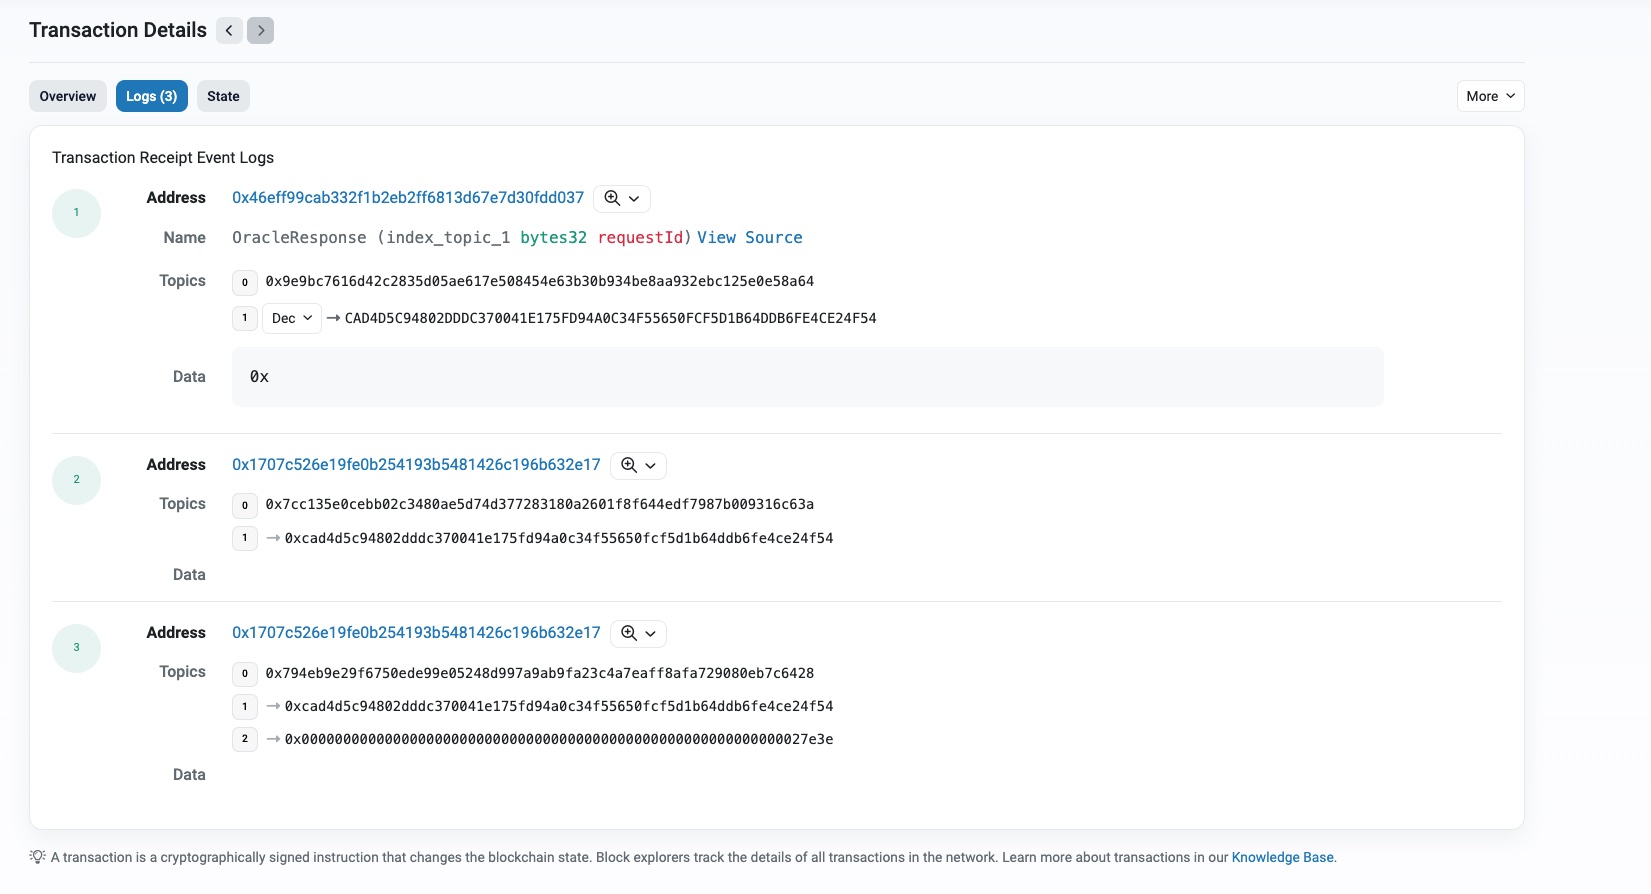 Transaction Details
Overview
Logs (3)
State
More
Transaction Receipt Event Logs
1
Address 0x46eff99cab332f1b2eb2ff6813d67e7d30fdd037
Name OracleResponse (index_topic_1 bytes32 requestId) View Source
Topics 0 0x9e9bc7616d42c2835d05ae617e508454e63b30b934be8aa932ebc125e0e58a64
1 Dec → CAD4D5C94802DDDC370041E175FD94A0C34F55650FCF5D1B64DDB6FE4CE24F54
Data 0x
2
Address 0x1707c526e19fe0b254193b5481426c196b632e17
Topics 0 0x7cc135e0cebb02c3480ae5d74d377283180a2601f8f644edf7987b009316c63a
1 → 0xcad4d5c94802dddc370041e175fd94a0c34f55650fcf5d1b64ddb6fe4ce24f54
Data
3
Address 0x1707c526e19fe0b254193b5481426c196b632e17
Topics 0 0x794eb9e29f6750ede99e05248d997a9ab9fa23c4a7eaff8afa729080eb7c6428
1 → 0xcad4d5c94802dddc370041e175fd94a0c34f55650fcf5d1b64ddb6fe4ce24f54
2 → 0x0000000000000000000000000000000000000000000000000000000000027e3e
Data
A transaction is a cryptographically signed instruction that changes the blockchain state. Block explorers track the details of all transactions in the network. Learn more about transactions in our Knowledge Base.